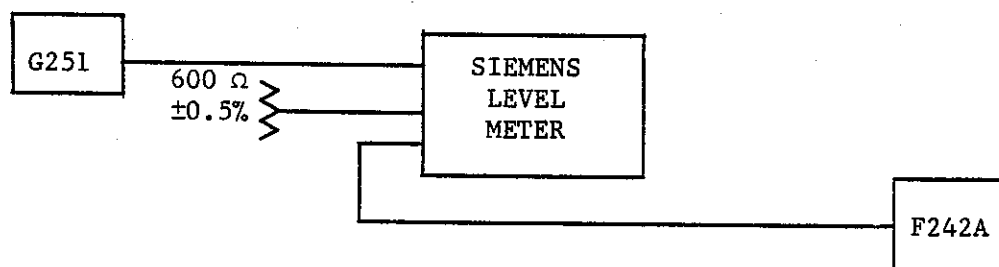 G251
600 Ω
±0.5%
SIEMENS
LEVEL
METER
F242A